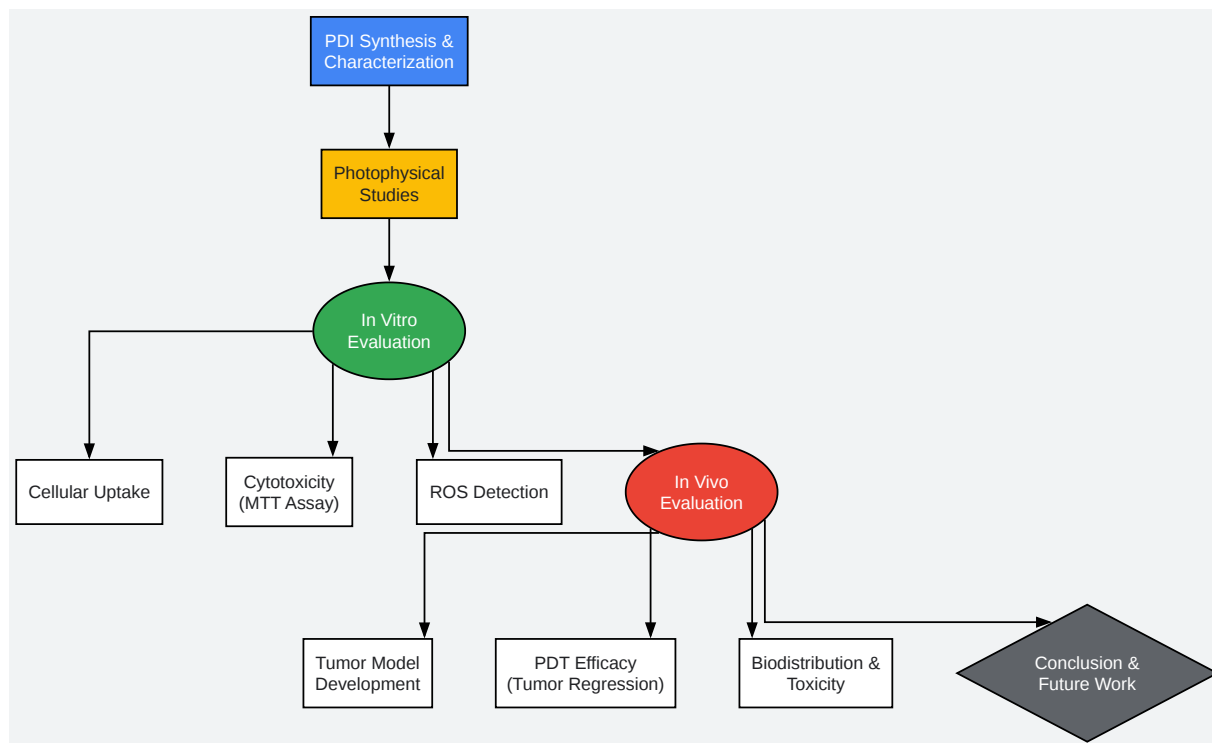 PDI Synthesis &
Characterization
Photophysical
Studies
In Vitro
Evaluation
Cellular Uptake
Cytotoxicity
(MTT Assay)
ROS Detection
In Vivo
Evaluation
Tumor Model
Development
PDT Efficacy
(Tumor Regression)
Biodistribution &
Toxicity
Conclusion &
Future Work